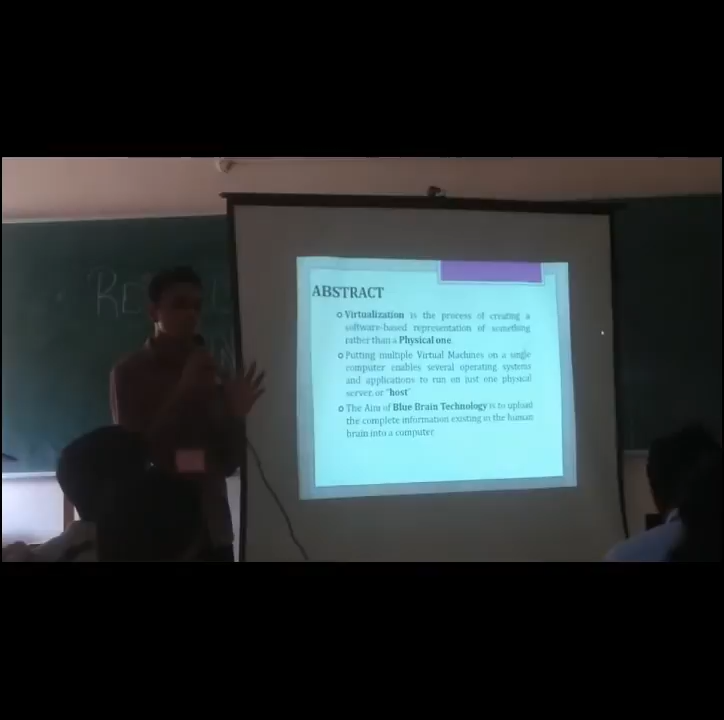 ABSTRACT
Virtualization is the process of creating a
software-based representation of something
rather than a Physical one.
Putting multiple Virtual Machines on a single
computer enables several operating systems
and applications to run on just one physical
server, or "host"
The Aim of Blue Brain Technology is to upload
the complete information existing in the human
brain into a computer